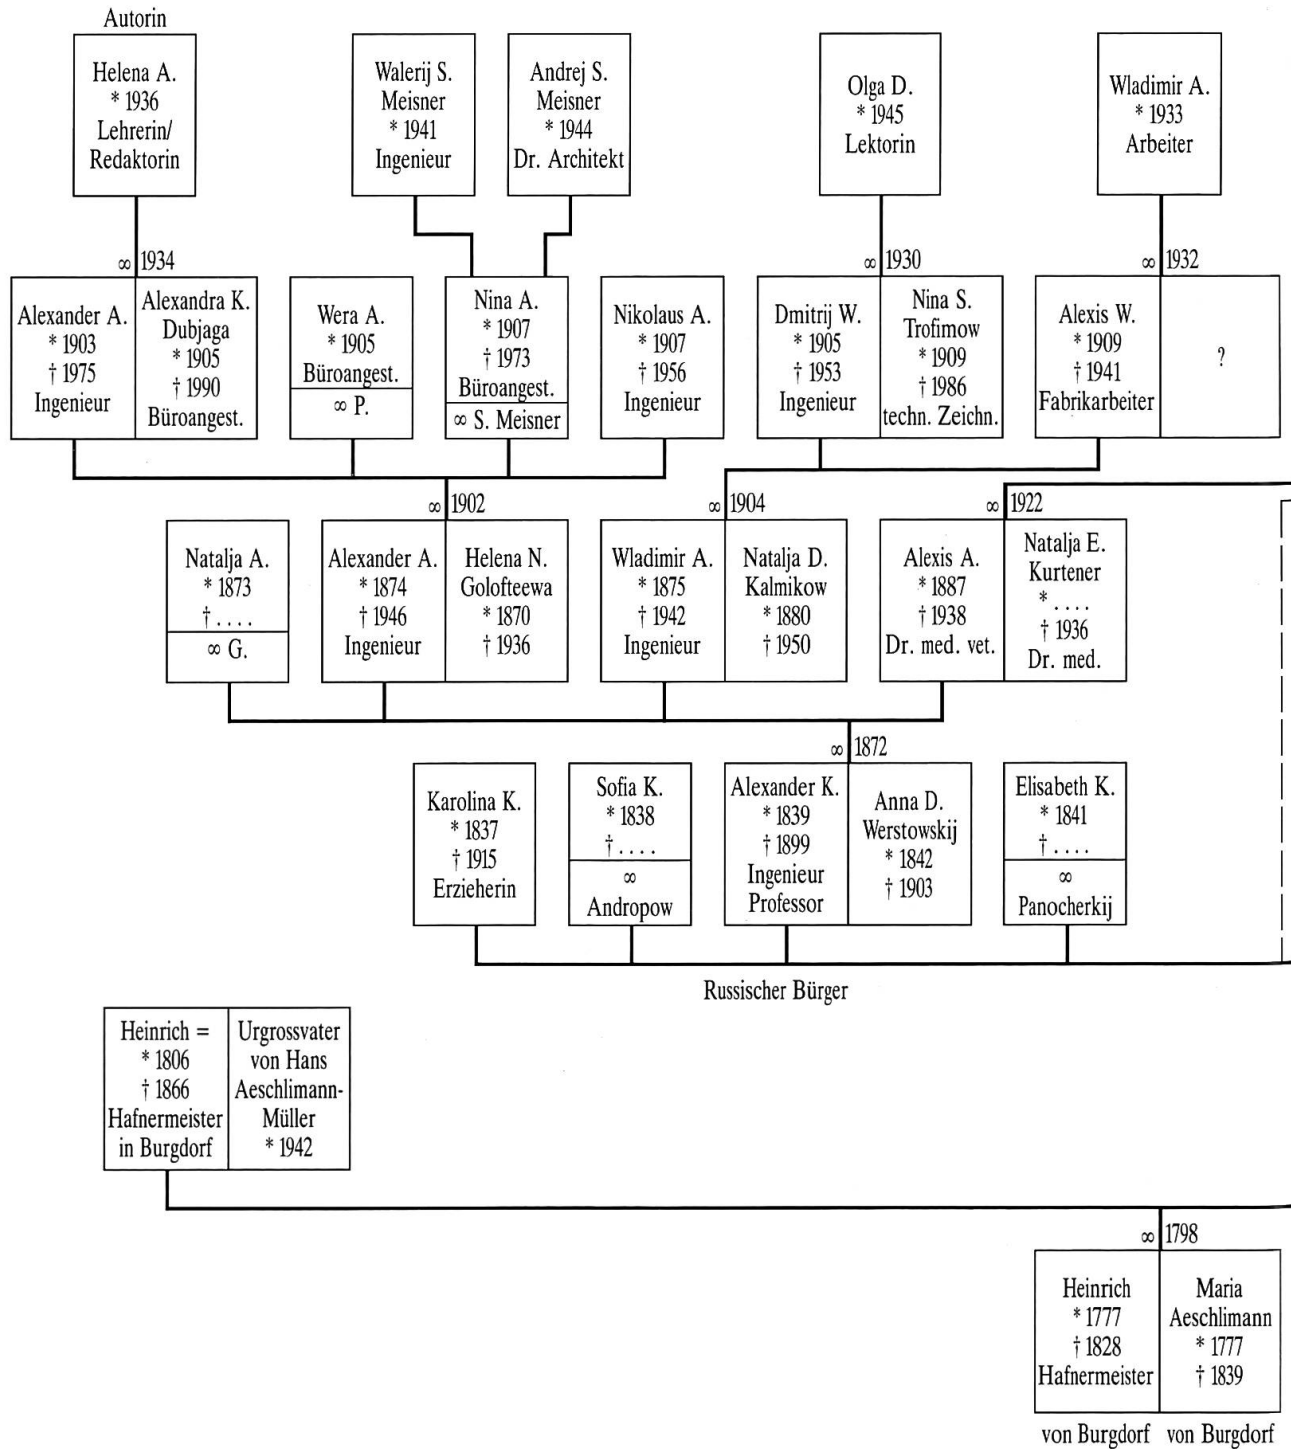 Autorin
Helena A.
* 1936
Lehrerin/
Redaktorin
Walerij S.
Meisner
* 1941
Ingenieur
Andrej S.
Meisner
* 1944
Dr. Architekt
Olga D.
* 1945
Lektorin
Wladimir A.
* 1933
Arbeiter
∞ 1934
Alexander A.
* 1903
† 1975
Ingenieur
Alexandra K.
Dubjaga
* 1905
† 1990
Büroangest.
Wera A.
* 1905
Büroangest.
∞ P.
Nina A.
* 1907
† 1973
Büroangest.
∞ S. Meisner
Nikolaus A.
* 1907
† 1956
Ingenieur
∞ 1930
Dmitrij W.
* 1905
† 1953
Ingenieur
Nina S.
Trofimow
* 1909
† 1986
techn. Zeichn.
∞ 1932
Alexis W.
* 1909
† 1941
Fabrikarbeiter
?
Natalja A.
* 1873
† . . . .
∞ G.
∞ 1902
Alexander A.
* 1874
† 1946
Ingenieur
Helena N.
Golofteewa
* 1870
† 1936
∞ 1904
Wladimir A.
* 1875
† 1942
Ingenieur
Natalja D.
Kalmikow
* 1880
† 1950
∞ 1922
Alexis A.
* 1887
† 1938
Dr. med. vet.
Natalja E.
Kurtener
* . . . .
† 1936
Dr. med.
Karolina K.
* 1837
† 1915
Erzieherin
Sofia K.
* 1838
† . . . .
∞
Andropow
∞ 1872
Alexander K.
* 1839
† 1899
Ingenieur
Professor
Anna D.
Werstowskij
* 1842
† 1903
Elisabeth K.
* 1841
† . . . .
∞
Panocherkij
Russischer Bürger
Heinrich =
* 1806
† 1866
Hafnermeister
in Burgdorf
Urgrossvater
von Hans
Aeschlimann-
Müller
* 1942
∞ 1798
Heinrich
* 1777
† 1828
Hafnermeister
Maria
Aeschlimann
* 1777
† 1839
von Burgdorf
von Burgdorf